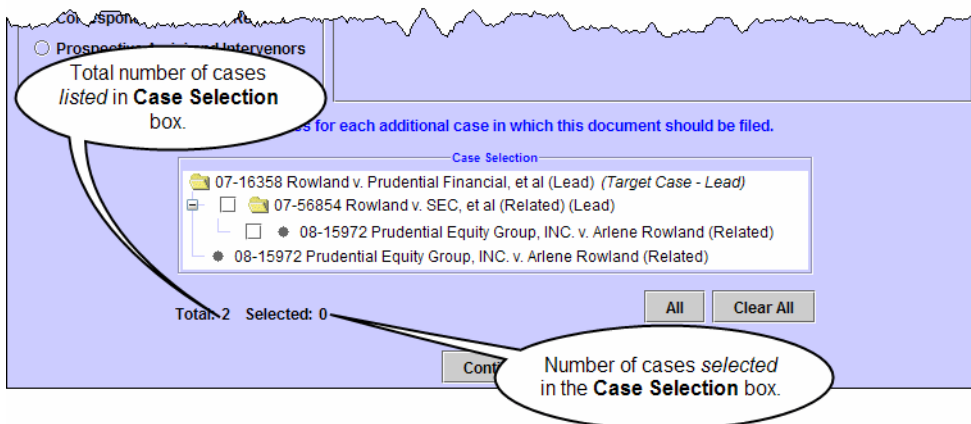 Prospective
Intervenors
Total number of cases
listed in Case Selection
box.
for each additional case in which this document should be filed.
Case Selection
07-16358 Rowland v. Prudential Financial, et al (Lead) (Target Case - Lead)
07-56854 Rowland v. SEC, et al (Related) (Lead)
08-15972 Prudential Equity Group, INC. v. Arlene Rowland (Related)
08-15972 Prudential Equity Group, INC. v. Arlene Rowland (Related)
Total: 2 Selected: 0
All Clear All
Number of cases selected
in the Case Selection box.